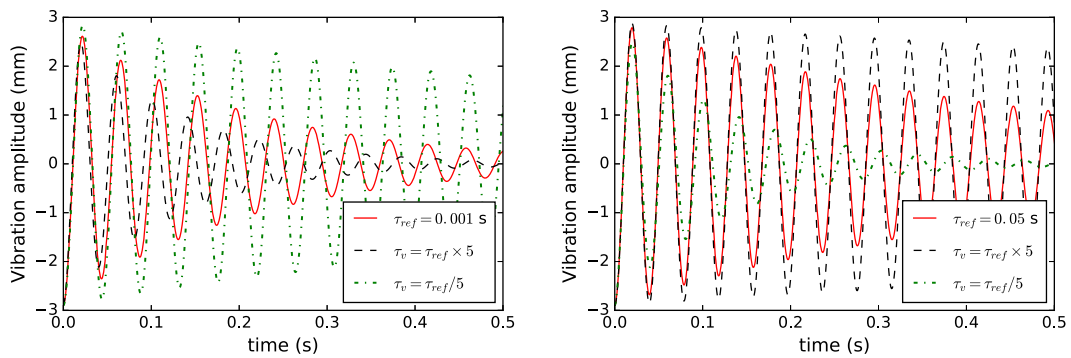 3
2
1
0
−1
−2
−3
Vibration amplitude (mm)
0.0 0.1 0.2 0.3 0.4 0.5
time (s)
τ_ref = 0.001 s
τ_v = τ_ref × 5
τ_v = τ_ref/5
3
2
1
0
−1
−2
−3
Vibration amplitude (mm)
0.0 0.1 0.2 0.3 0.4 0.5
time (s)
τ_ref = 0.05 s
τ_v = τ_ref × 5
τ_v = τ_ref/5